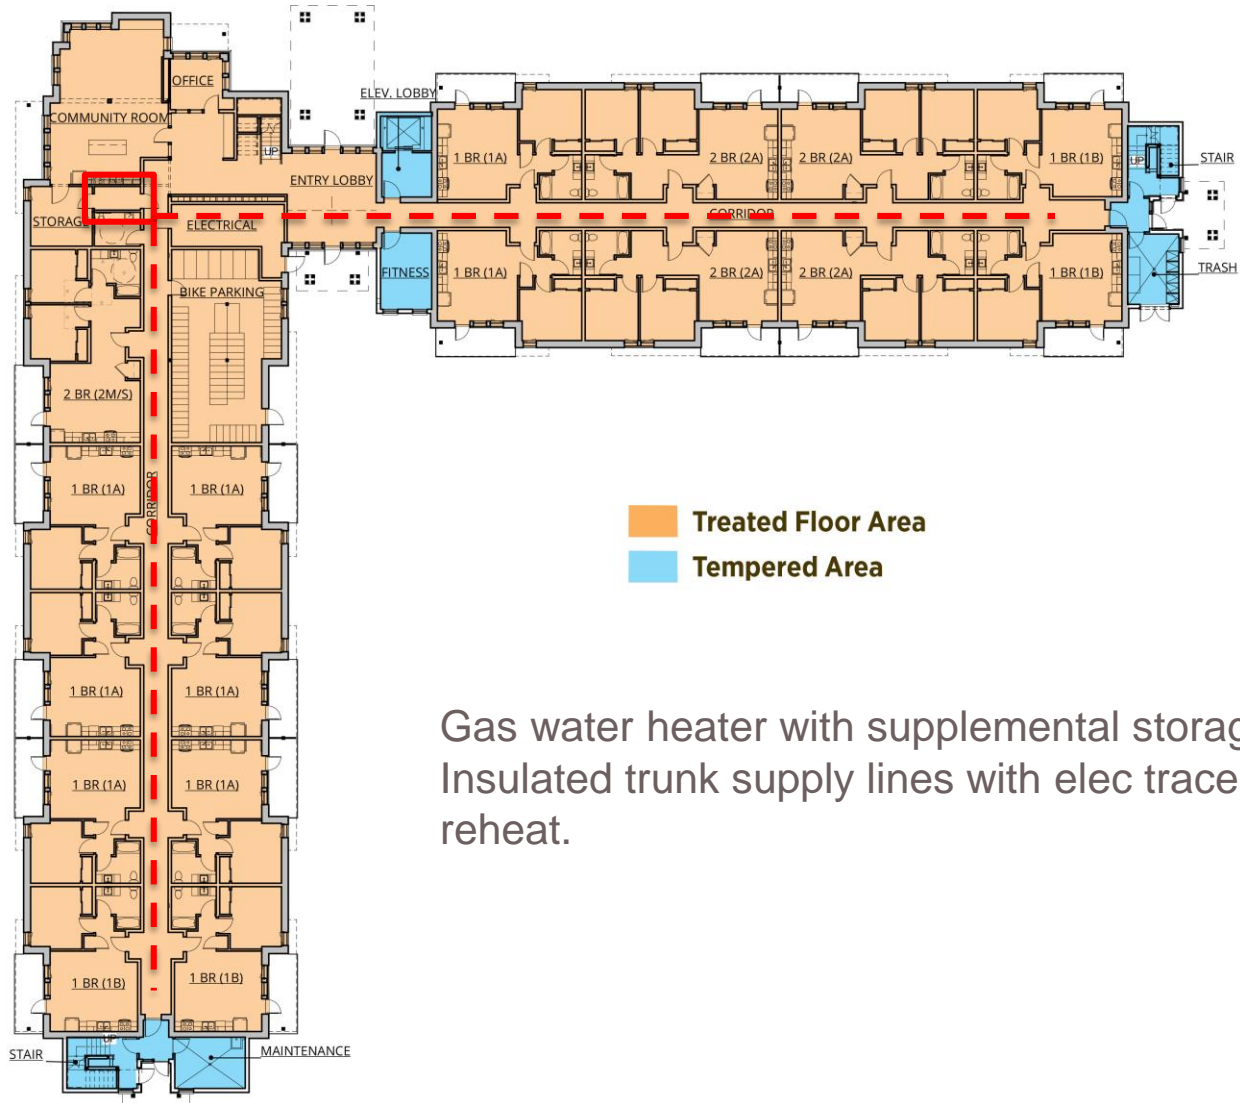 OFFICE
ELEV. LOBBY
COMMUNITY ROOM
UP
1 BR (1A)
2 BR (2A)
2 BR (2A)
1 BR (1B)
UP
STAIR
ENTRY LOBBY
STORAGE
ELECTRICAL
CORRIDOR
FITNESS
1 BR (1A)
2 BR (2A)
2 BR (2A)
1 BR (1B)
TRASH
BIKE PARKING
2 BR (2M/S)
1 BR (1A)
CORRIDOR
1 BR (1A)
Treated Floor Area
Tempered Area
1 BR (1A)
1 BR (1A)
Gas water heater with supplemental storag
Insulated trunk supply lines with elec trace
reheat.
1 BR (1A)
1 BR (1A)
1 BR (1B)
1 BR (1B)
UP
STAIR
MAINTENANCE